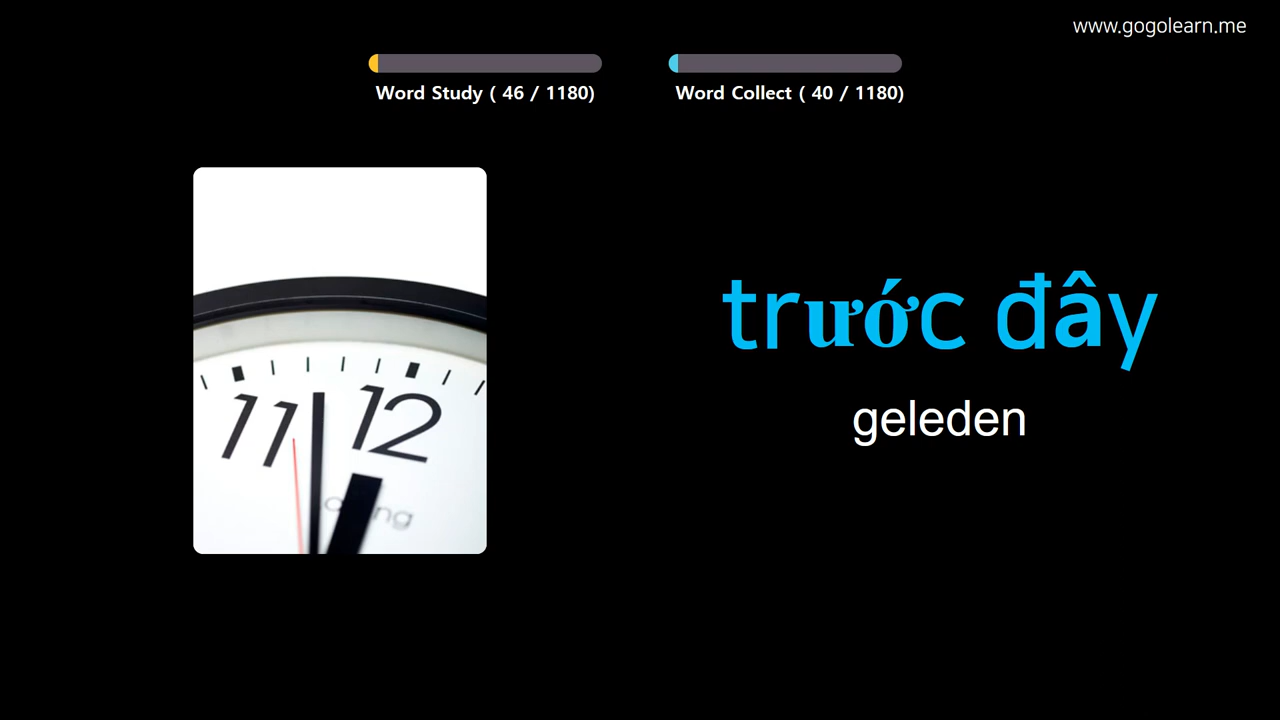 www.gogolearn.me
Word Study ( 46 / 1180)
Word Collect ( 40 / 1180)
11 12
trước đây
geleden